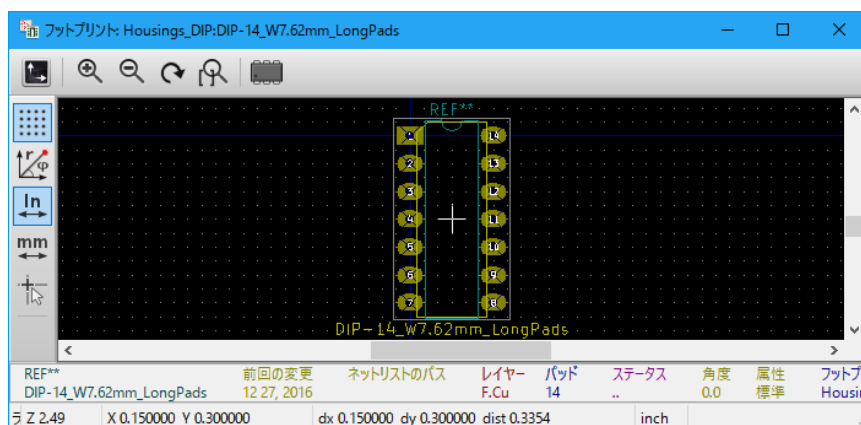 フットプリント: Housings_DIP:DIP-14_W7.62mm_LongPads
In
mm
REF**
1 14
2 13
3 12
4 11
5 10
6 9
7 8
DIP-14_W7.62mm_LongPads
REF** 前回の変更 ネットリストのパス レイヤー パッド ステータス 角度 属性 フットプ
DIP-14_W7.62mm_LongPads 12 27, 2016 F.Cu 14 .. 0.0 標準 Housi
ラ Z 2.49 X 0.150000 Y 0.300000 dx 0.150000 dy 0.300000 dist 0.3354 inch